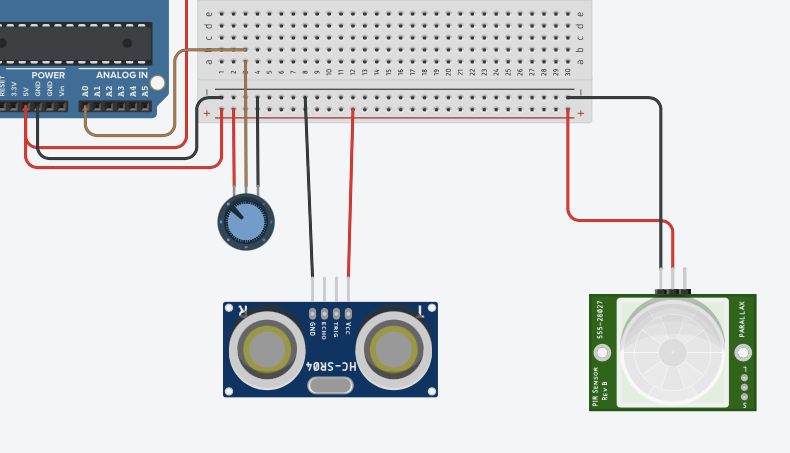 e
d
c
b
a
e
d
c
b
a
1 2 3 4 5 6 7 8 9 10 11 12 13 14 15 16 17 18 19 20 21 22 23 24 25 26 27 28 29 30
POWER
ANALOG IN
RESET
3.3V
5V
GND
GND
Vin
A0
A1
A2
A3
A4
A5
−
−
+
+
R
T
GND
ECHO
TRIG
VCC
HC-SR04
555-28027
PIR SENSOR
REV B
PARALLAX
L
S